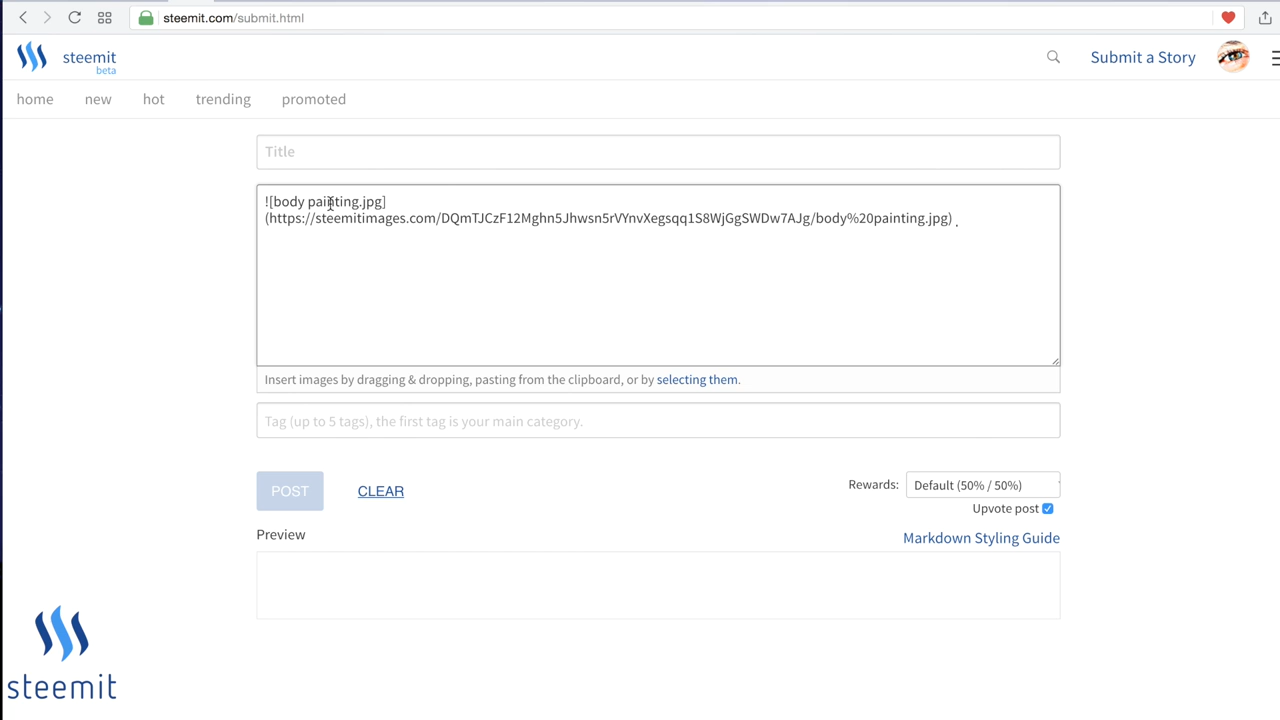 steemit.com/submit.html
steemit
beta
Submit a Story
home new hot trending promoted
Title
![body painting.jpg]
(https://steemitimages.com/DQmTJCzF12Mghn5Jhwsn5rVYnvXegsqq1S8WjGgSWDw7AJg/body%20painting.jpg) .
Insert images by dragging & dropping, pasting from the clipboard, or by selecting them.
Tag (up to 5 tags), the first tag is your main category.
POST CLEAR Rewards: Default (50% / 50%)
Upvote post
Preview Markdown Styling Guide
steemit